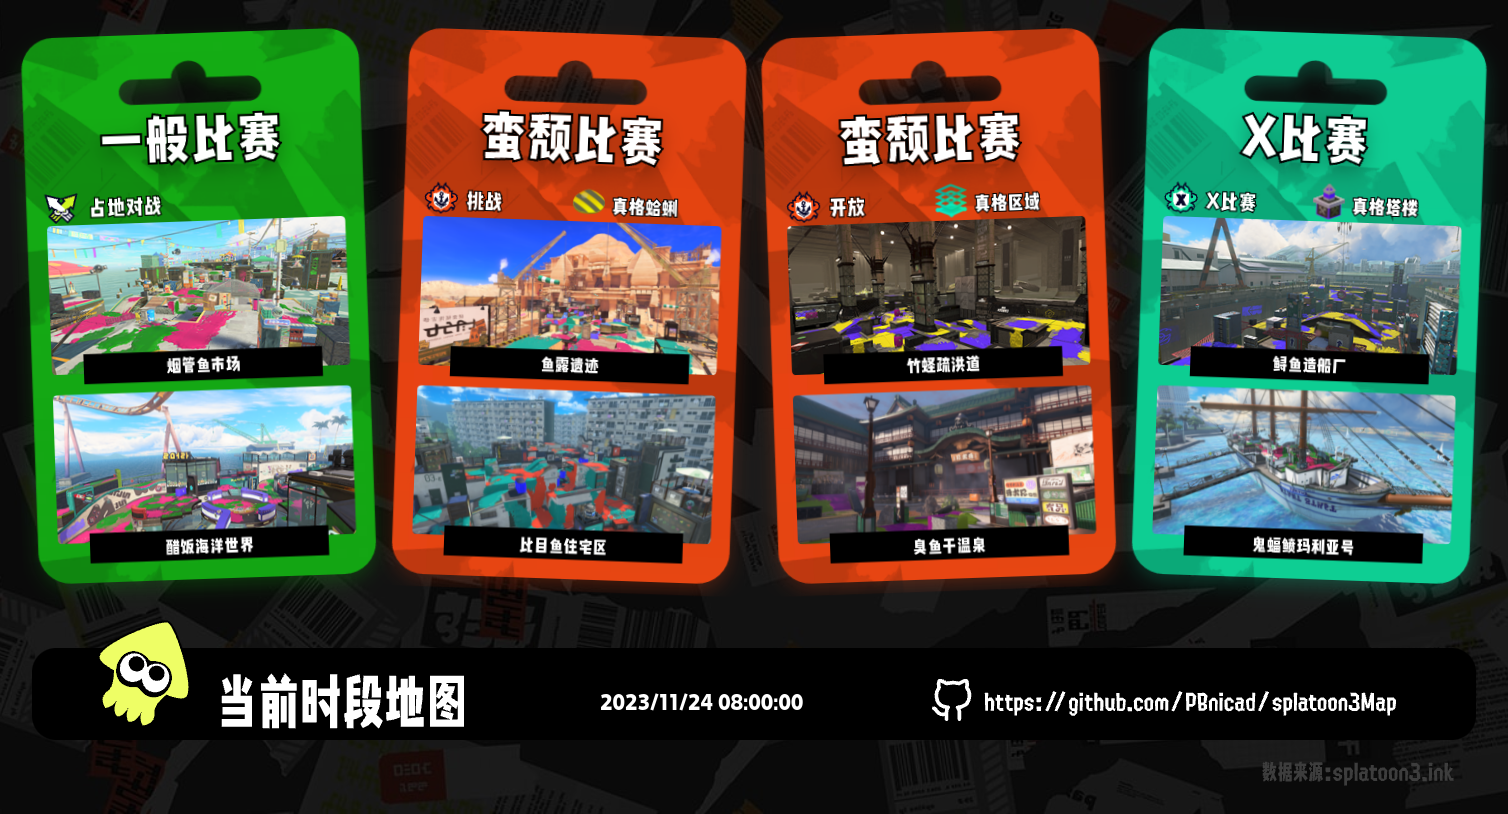 一般比赛
占地对战
烟管鱼市场
醋饭海洋世界
蛮颓比赛
挑战
真格蛤蜊
鱼露遗迹
比目鱼住宅区
蛮颓比赛
开放
真格区域
竹蛏疏洪道
臭鱼干温泉
X比赛
X比赛
真格塔楼
鲟鱼造船厂
鬼蝠鲼玛利亚号
当前时段地图
2023/11/24 08:00:00
https://github.com/PBnicad/splatoon3Map
数据来源:splatoon3.ink